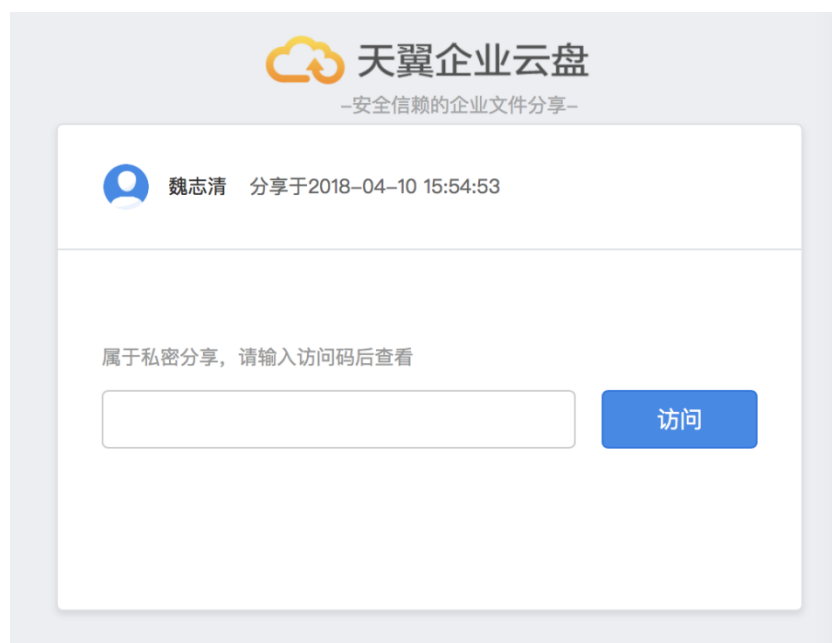 天翼企业云盘
–安全信赖的企业文件分享–
魏志清 分享于2018–04–10 15:54:53
属于私密分享，请输入访问码后查看
访问